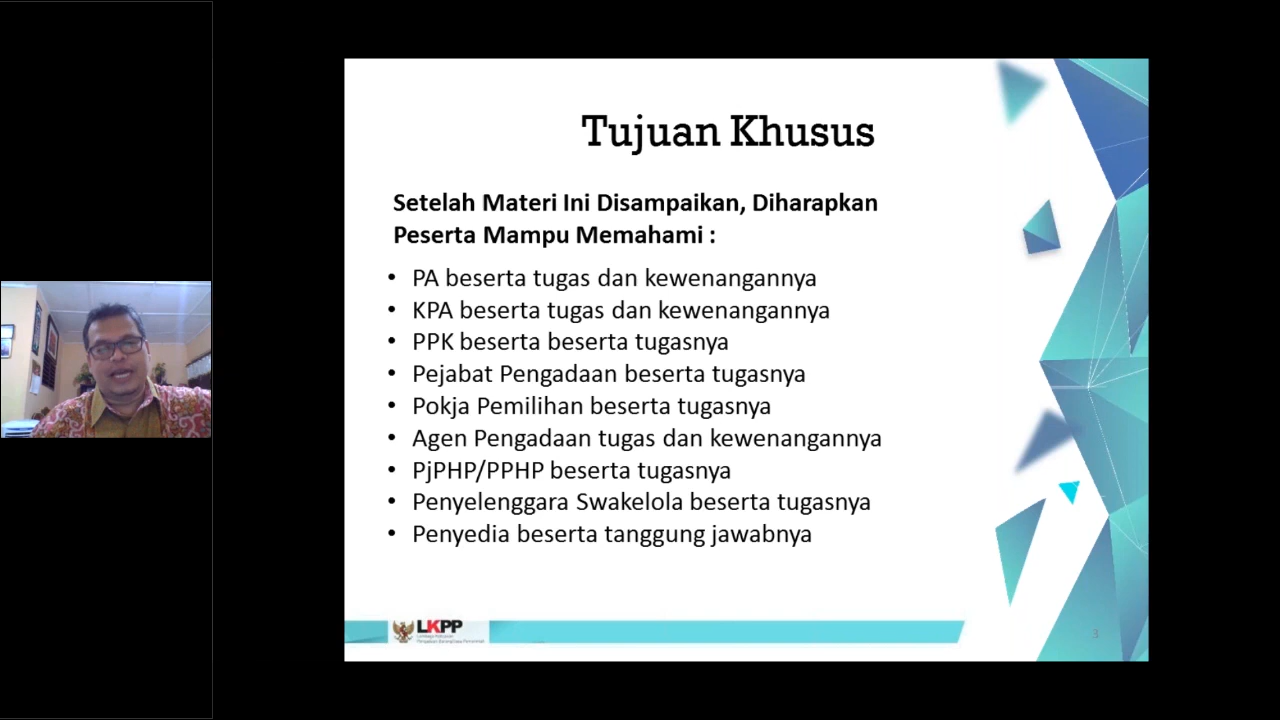 Tujuan Khusus
Setelah Materi Ini Disampaikan, Diharapkan
Peserta Mampu Memahami :
• PA beserta tugas dan kewenangannya
• KPA beserta tugas dan kewenangannya
• PPK beserta beserta tugasnya
• Pejabat Pengadaan beserta tugasnya
• Pokja Pemilihan beserta tugasnya
• Agen Pengadaan tugas dan kewenangannya
• PjPHP/PPHP beserta tugasnya
• Penyelenggara Swakelola beserta tugasnya
• Penyedia beserta tanggung jawabnya
LKPP
3